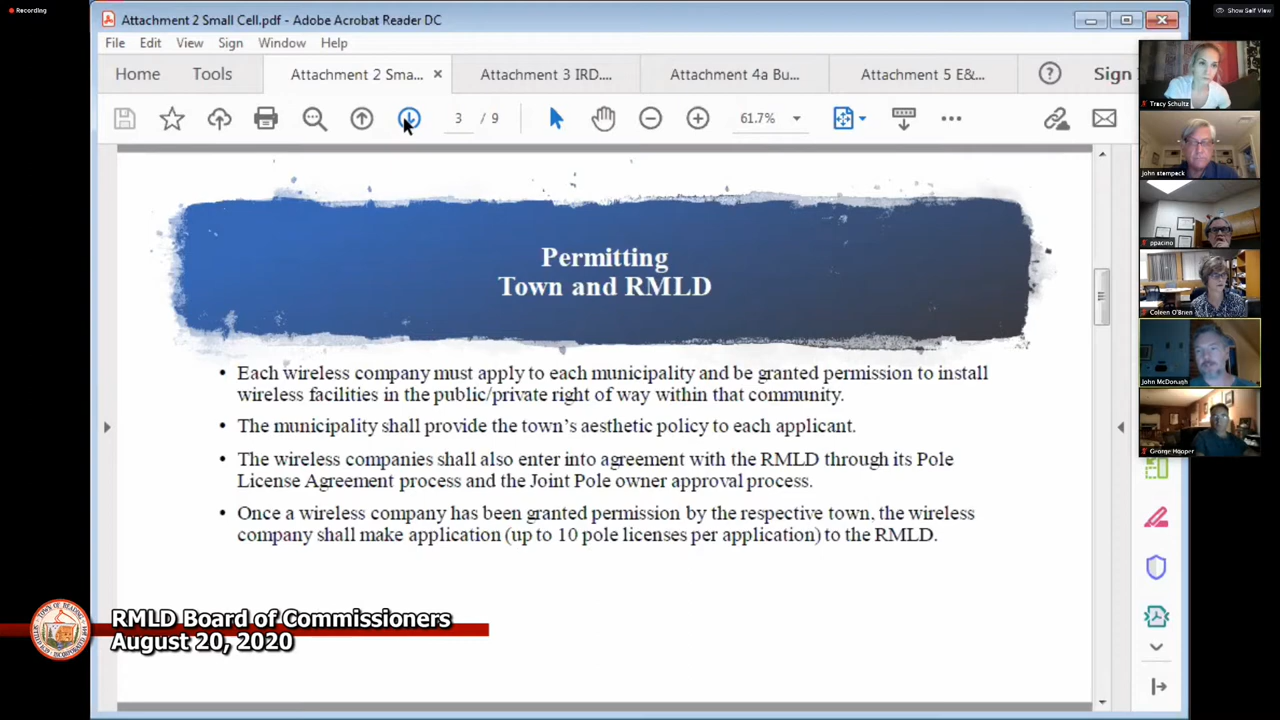 Recording
Show Self View
Attachment 2 Small Cell.pdf - Adobe Acrobat Reader DC
File Edit View Sign Window Help
Home Tools Attachment 2 Sma... × Attachment 3 IRD.... Attachment 4a Bu... Attachment 5 E&... Sign
3 / 9 61.7%
Permitting
Town and RMLD
• Each wireless company must apply to each municipality and be granted permission to install
wireless facilities in the public/private right of way within that community.
• The municipality shall provide the town's aesthetic policy to each applicant.
• The wireless companies shall also enter into agreement with the RMLD through its Pole
License Agreement process and the Joint Pole owner approval process.
• Once a wireless company has been granted permission by the respective town, the wireless
company shall make application (up to 10 pole licenses per application) to the RMLD.
Tracy Schultz
John stempeck
ppacino
Coleen O'Brien
John McDonagh
George Hooper
RMLD Board of Commissioners
August 20, 2020